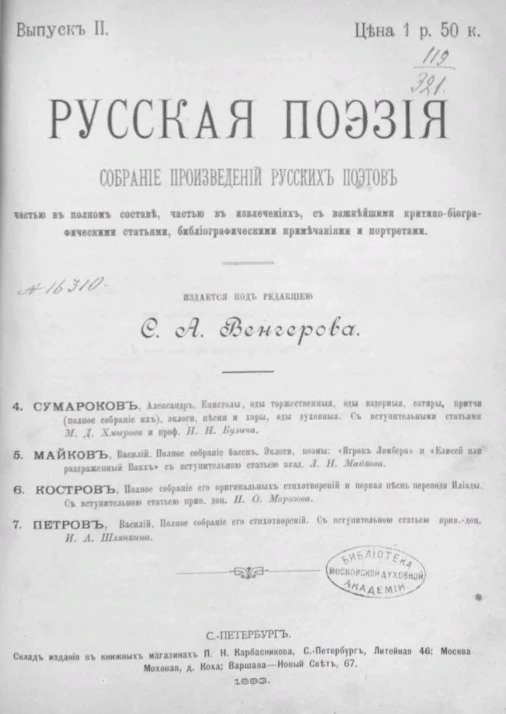 Выпускъ II.
Цѣна 1 р. 50 к.
119
321.
РУССКАЯ ПОЭЗІЯ
СОБРАНІЕ ПРОИЗВЕДЕНІЙ РУССКИХЪ ПОЭТОВЪ
частью въ полномъ составѣ, частью въ извлеченіяхъ, съ важнѣйшими критико-біогра-
фическими статьями, библіографическими примѣчаніями и портретами.
№16310.
ИЗДАЕТСЯ ПОДЪ РЕДАКЦІЕЮ
С. А. Венгерова.
4. СУМАРОКОВЪ, Александръ. Епистолы, оды торжественныя, оды вздорныя, сатиры, притчи
(полное собраніе ихъ), эклоги, пѣсни и хоры, оды духовныя. Съ вступительными статьями
М. Д. Хмырова и проф. Н. Н. Булича.
5. МАЙКОВЪ, Василій. Полное собраніе басенъ. Эклоги, поэмы: «Игрокъ Ломбера» и «Елисей или
раздраженный Вакхъ» съ вступительною статьею акад. Л. Н. Майкова.
6. КОСТРОВЪ, Полное собраніе его оригинальныхъ стихотвореній и первая пѣснь перевода Иліады.
Съ вступительною статьею прив. доц. П. О. Морозова.
7. ПЕТРОВЪ, Василій. Полное собраніе его стихотвореній. Съ вступительною статьею прив.-доц.
И. А. Шляпкина.
БИБЛІОТЕКА
МОСКОВСКОЙ ДУХОВНОЙ
АКАДЕМІИ
С.-ПЕТЕРБУРГЪ.
Складъ изданія въ книжныхъ магазинахъ П. Н. Карбасникова, С.-Петербургъ, Литейная 46; Москва
Моховая, д. Коха; Варшава—Новый Свѣтъ, 67.
1893.